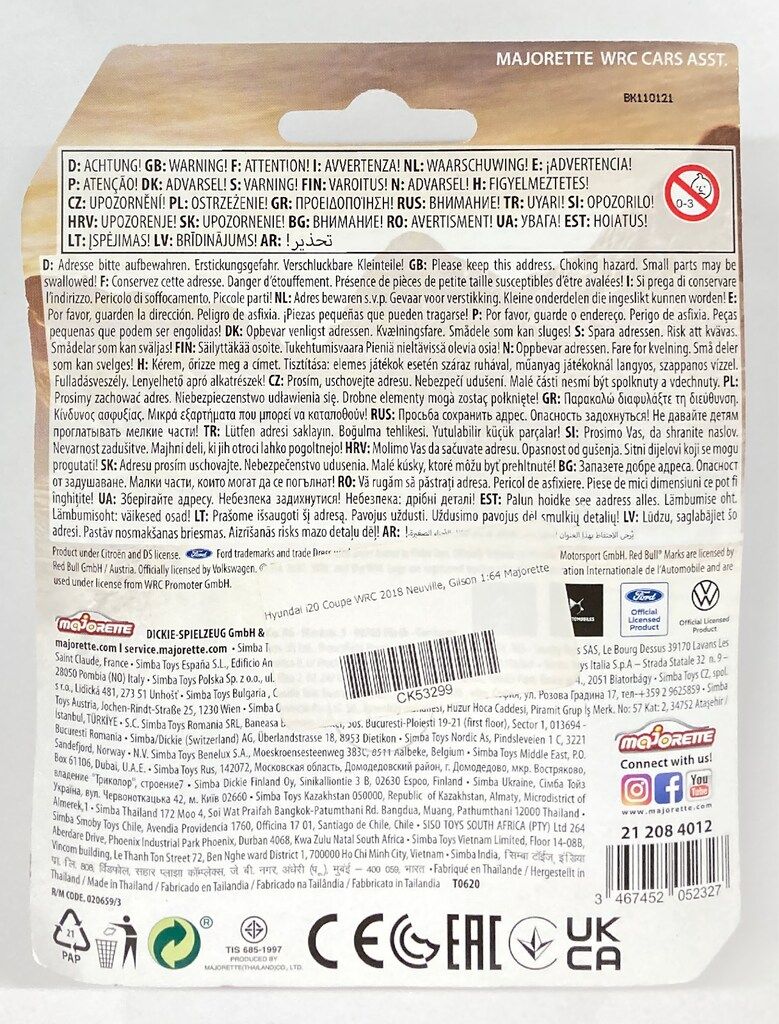 MAJORETTE WRC CARS ASST.
BK110121
D: ACHTUNG! GB: WARNING! F: ATTENTION! I: AVVERTENZA! NL: WAARSCHUWING! E: ¡ADVERTENCIA!
P: ATENÇÃO! DK: ADVARSEL! S: VARNING! FIN: VAROITUS! N: ADVARSEL! H: FIGYELMEZTETES!
CZ: UPOZORNĚNÍ! PL: OSTRZEŻENIE! GR: ΠΡΟΕΙΔΟΠΟΊΗΣΗ! RUS: ВНИМАНИЕ! TR: UYARI! SI: OPOZORILO!
HRV: UPOZORENJE! SK: UPOZORNENIE! BG: ВНИМАНИЕ! RO: AVERTISMENT! UA: УВАГА! EST: HOIATUS!
LT: ĮSPĖJIMAS! LV: BRĪDINĀJUMS! AR: تحذير!
0-3
D: Adresse bitte aufbewahren. Erstickungsgefahr. Verschluckbare Kleinteile! GB: Please keep this address. Choking hazard. Small parts may be
swallowed! F: Conservez cette adresse. Danger d'étouffement. Présence de pièces de petite taille susceptibles d'être avalées! I: Si prega di conservare
l'indirizzo. Pericolo di soffocamento. Piccole parti! NL: Adres bewaren s.v.p. Gevaar voor verstikking. Kleine onderdelen die ingeslikt kunnen worden! E:
Por favor, guarden la dirección. Peligro de asfixia. ¡Piezas pequeñas que pueden tragarse! P: Por favor, guarde o endereço. Perigo de asfixia. Peças
pequenas que podem ser engolidas! DK: Opbevar venligst adressen. Kvælningsfare. Smådele som kan sluges! S: Spara adressen. Risk att kvävas.
Smådelar som kan sväljas! FIN: Säilyttäkää osoite. Tukehtumisvaara Pieniä nieltävissä olevia osia! N: Oppbevar adressen. Fare for kvelning. Små deler
som kan svelges! H: Kérem, őrizze meg a címet. Tisztítása: elemes játékok esetén száraz ruhával, műanyag játékoknál langyos, szappanos vízzel.
Fulladásveszély. Lenyelhető apró alkatrészek! CZ: Prosím, uschovejte adresu. Nebezpečí udušení. Malé části nesmí být spolknuty a vdechnuty. PL:
Prosimy zachować adres. Niebezpieczenstwo udławienia się. Drobne elementy mogą zostac połknięte! GR: Παρακαλώ διαφυλάξτε τη διεύθυνση.
Κίνδυνος ασφυξίας. Μικρά εξαρτήματα που μπορεί να καταποθούν! RUS: Просьба сохранить адрес. Опасность задохнуться! Не давайте детям
проглатывать мелкие части! TR: Lütfen adresi saklayın. Boğulma tehlikesi. Yutulabilir küçük parçalar! SI: Prosimo Vas, da shranite naslov.
Nevarnost zadušitve. Majhni deli, ki jih otroci lahko pogoltnejo! HRV: Molimo Vas da sačuvate adresu. Opasnost od gušenja. Sitni dijelovi koji se mogu
progutati! SK: Adresu prosím uschovajte. Nebezpečenstvo udusenia. Malé kúsky, ktoré môžu byť prehltnuté! BG: Запазете добре адреса. Опасност
от задушаване. Малки части, които могат да се погълнат! RO: Vă rugăm să păstrați adresa. Pericol de asfixiere. Piese de mici dimensiuni ce pot fi
înghițite! UA: Зберігайте адресу. Небезпека задихнутися! Небезпека: дрібні деталі! EST: Palun hoidke see aadress alles. Lämbumise oht.
Lämbumisoht: väikesed osad! LT: Prašome išsaugoti šį adresą. Pavojus uždusti. Uždusimo pavojus dėl smulkių detalių! LV: Lūdzu, saglabājiet šo
adresi. Pastāv nosmakšanas briesmas. Aizrīšanās risks mazo detaļu dēļ! AR: يُرجى الاحتفاظ بهذا العنوان
Product under Citroën and DS license. Ford Ford trademarks and trade Motorsport GmbH. Red Bull® Marks are licensed by
Red Bull GmbH / Austria. Officially licensed by Volkswagen. ation Internationale de l'Automobile and are
used under license from WRC Promoter GmbH.
Hyundai i20 Coupe WRC 2018 Neuville, Gilson 1:64 Majorette
CK53299
Ford
Official
Licensed
Product
Official
Licensed
Product
majorette
DICKIE-SPIELZEUG GmbH &
majorette.com I service.majorette.com • Simba T s SAS, Le Bourg Dessus 39170 Lavans Les
Saint Claude, France • Simba Toys España S.L., Edificio An ys Italia S.p.A – Strada Statale 32 n. 9 –
28050 Pombia (NO) Italy • Simba Toys Polska Sp. z o.o., ul. , 2051 Biatorbágy • Simba Toys CZ, spol.
s r.o., Lidická 481, 273 51 Unhošť • Simba Toys Bulgaria, ул. Розова Градина 17, тел-+359 2 9625859 • Simba
Toys Austria, Jochen-Rindt-Straße 25, 1230 Wien • Simba , Huzur Hoca Caddesi, Piramit Grup İş Merk. No: 57 Kat: 2, 34752 Ataşehir /
İstanbul, TÜRKİYE • S.C. Simba Toys Romania SRL, Baneasa B os. Bucuresti-Ploiesti 19-21 (first floor), Sector 1, 013694 -
Bucuresti Romania • Simba/Dickie (Switzerland) AG, Überlandstrasse 18, 8953 Dietikon • Simba Toys Nordic AS, Pindsleveien 1 C, 3221
Sandefjord, Norway • N.V. Simba Toys Benelux S.A., Moeskroensesteenweg 383C, 8511 Aalbeke, Belgium • Simba Toys Middle East, P.O.
Box 61106, Dubai, U.A.E. • Simba Toys Rus, 142072, Московская область, Домодедовский район, г. Домодедово, мкр. Востряково,
владение "Триколор", строение7 • Simba Dickie Finland Oy, Sinikalliontie 3 B, 02630 Espoo, Finland • Simba Ukraine, Сімба Тойз
Україна, вул. Червоноткацька 42, м. Київ 02660 • Simba Toys Kazakhstan 050000, Republic of Kazakhstan, Almaty, Microdistrict of
Almerek,1 • Simba Thailand 172 Moo 4, Soi Wat Praifah Bangkok-Patumthani Rd. Bangdua, Muang, Pathumthani 12000 Thailand •
Simba Smoby Toys Chile, Avendia Providencia 1760, Officina 17 01, Santiago de Chile, Chile • SISO TOYS SOUTH AFRICA (PTY) Ltd 264
Aberdare Drive, Phoenix Industrial Park Phoenix, Durban 4068, Kwa Zulu Natal South Africa • Simba Toys Vietnam Limited, Floor 14-08B,
Vincom building, Le Thanh Ton Street 72, Ben Nghe ward District 1, 700000 Ho Chi Minh City, Vietnam • Simba India, सिम्बा टॉईज, इंडिया
प्रा. लि. 808, विंडफोल, सहार प्लाझा कॉम्प्लेक्स, जे. बी. नगर, अंधेरी (पू.), मुंबई – 400 059, भारत • Fabriqué en Thaïlande / Hergestellt in
Thailand / Made in Thailand / Fabricado en Tailandia / Fabricado na Tailândia / Fabbricato in Tailandia T0620
R/M CODE. 020659/3
majorette
Connect with us!
You Tube
www.majorette.com
21 208 4012
3 467452 052327
21
PAP
®
TIS 685-1997
PRODUCED BY
MAJORETTE(THAILAND)CO., LTD.
CE EAC UK CA